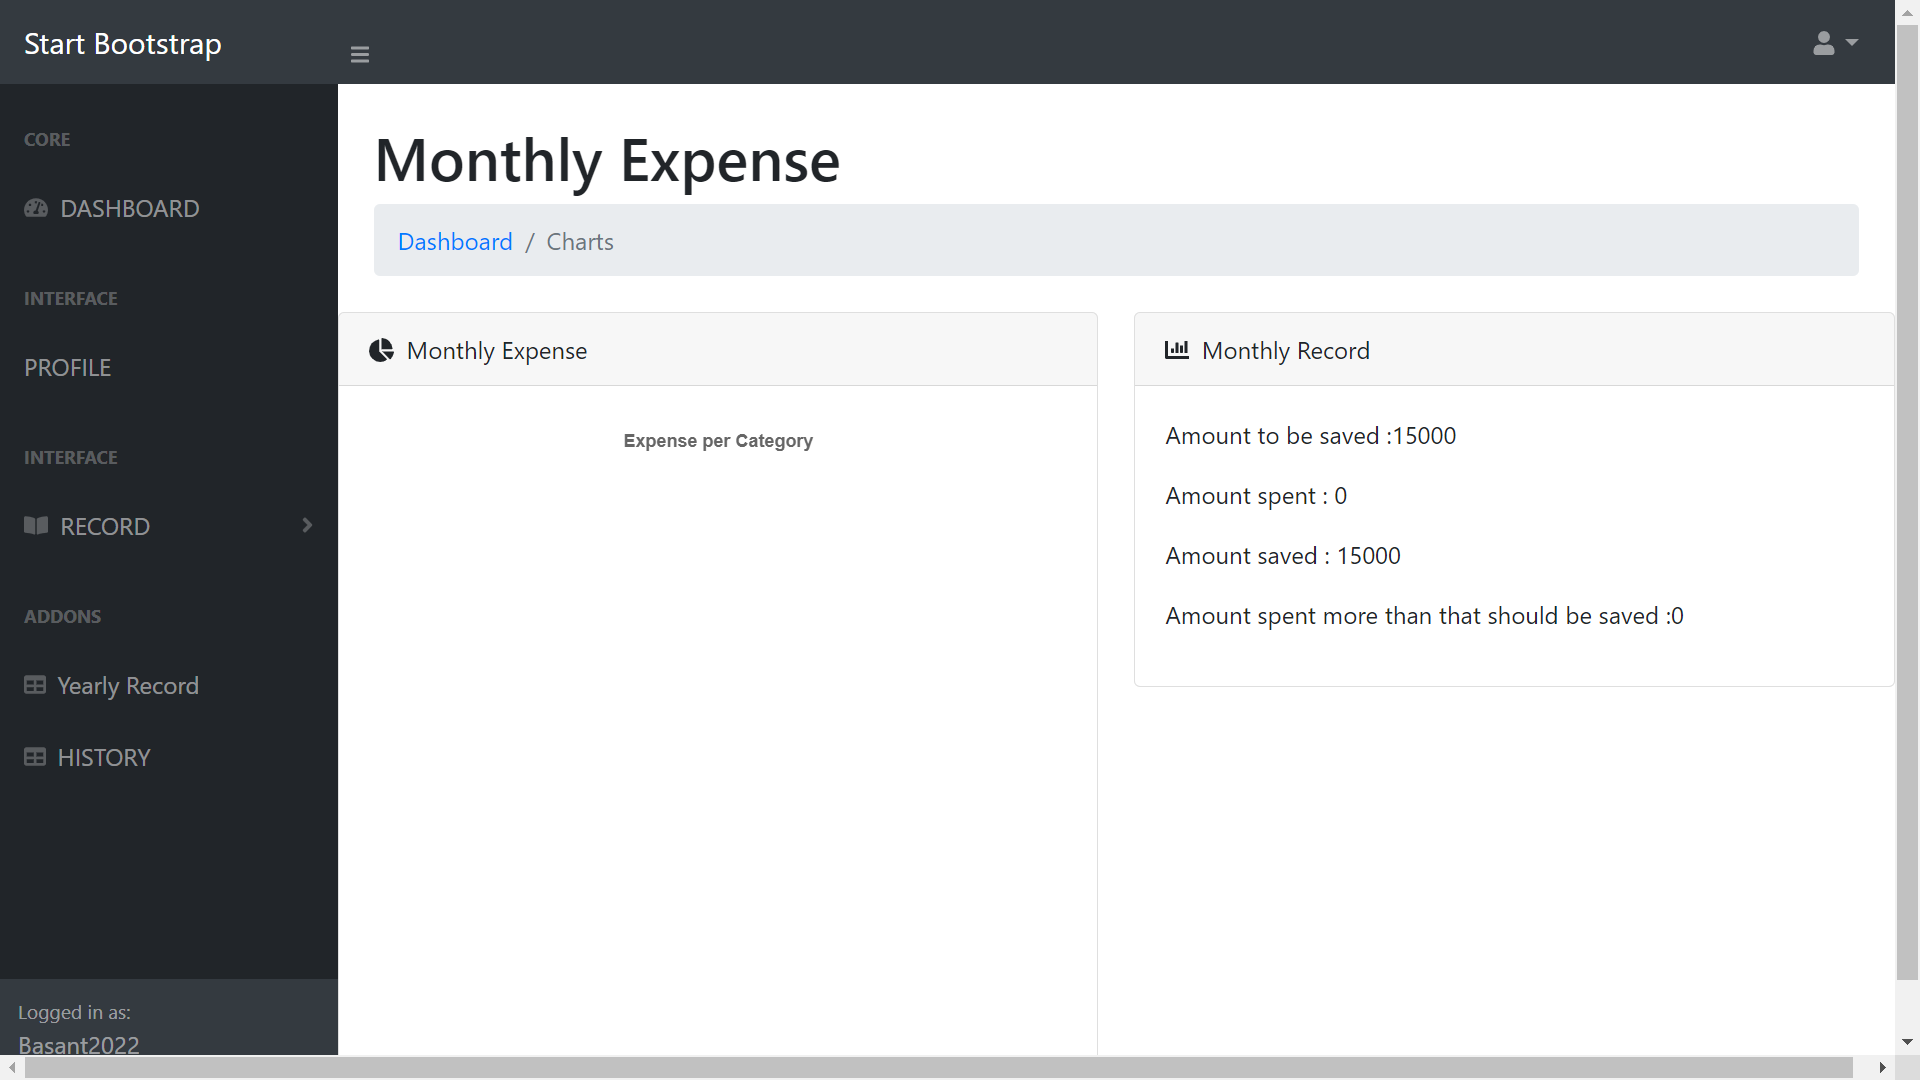 Start Bootstrap
CORE
DASHBOARD
INTERFACE
PROFILE
INTERFACE
RECORD
ADDONS
Yearly Record
HISTORY
Logged in as:
Basant2022
Monthly Expense
Dashboard / Charts
Monthly Expense
Expense per Category
Monthly Record
Amount to be saved :15000
Amount spent : 0
Amount saved : 15000
Amount spent more than that should be saved :0